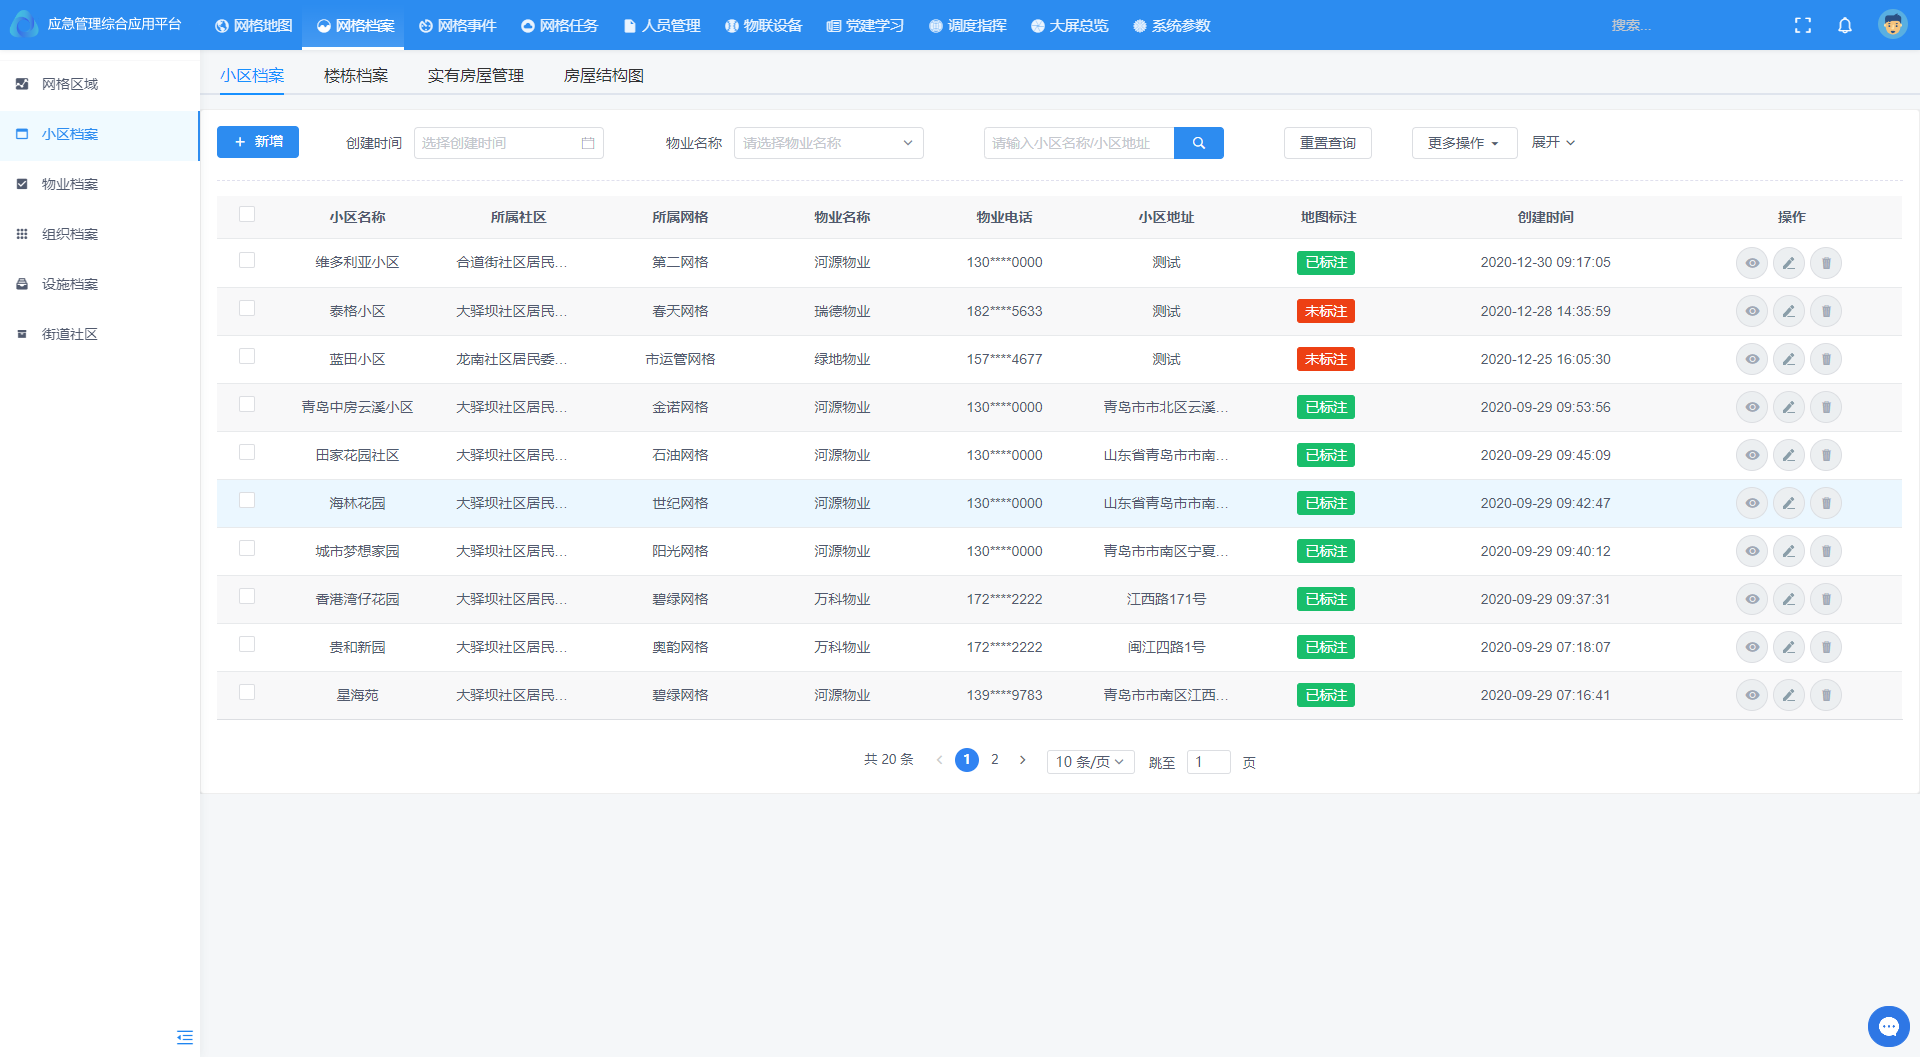 应急管理综合应用平台 网格地图 网格档案 网格事件 网格任务 人员管理 物联设备 党建学习 调度指挥 大屏总览 系统参数 搜索...
网格区域
小区档案
物业档案
组织档案
设施档案
街道社区
小区档案 楼栋档案 实有房屋管理 房屋结构图
+ 新增 创建时间 选择创建时间 物业名称 请选择物业名称 请输入小区名称/小区地址 重置查询 更多操作 展开
小区名称 所属社区 所属网格 物业名称 物业电话 小区地址 地图标注 创建时间 操作
维多利亚小区 合道街社区居民... 第二网格 河源物业 130****0000 测试 已标注 2020-12-30 09:17:05
泰格小区 大驿坝社区居民... 春天网格 瑞德物业 182****5633 测试 未标注 2020-12-28 14:35:59
蓝田小区 龙南社区居民委... 市运管网格 绿地物业 157****4677 测试 未标注 2020-12-25 16:05:30
青岛中房云溪小区 大驿坝社区居民... 金诺网格 河源物业 130****0000 青岛市市北区云溪... 已标注 2020-09-29 09:53:56
田家花园社区 大驿坝社区居民... 石油网格 河源物业 130****0000 山东省青岛市市南... 已标注 2020-09-29 09:45:09
海林花园 大驿坝社区居民... 世纪网格 河源物业 130****0000 山东省青岛市市南... 已标注 2020-09-29 09:42:47
城市梦想家园 大驿坝社区居民... 阳光网格 河源物业 130****0000 青岛市市南区宁夏... 已标注 2020-09-29 09:40:12
香港湾仔花园 大驿坝社区居民... 碧绿网格 万科物业 172****2222 江西路171号 已标注 2020-09-29 09:37:31
贵和新园 大驿坝社区居民... 奥韵网格 万科物业 172****2222 闽江四路1号 已标注 2020-09-29 07:18:07
星海苑 大驿坝社区居民... 碧绿网格 河源物业 139****9783 青岛市市南区江西... 已标注 2020-09-29 07:16:41
共 20 条 1 2 10 条/页 跳至 1 页